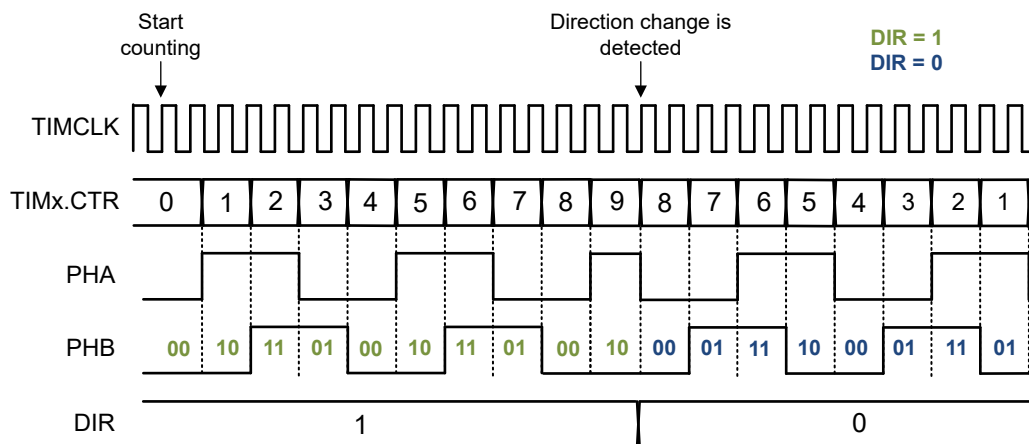 Start
counting
Direction change is
detected
DIR = 1
DIR = 0
TIMCLK
TIMx.CTR 0 1 2 3 4 5 6 7 8 9 8 7 6 5 4 3 2 1
PHA
PHB 00 10 11 01 00 10 11 01 00 10 00 01 11 10 00 01 11 01
DIR 1 0